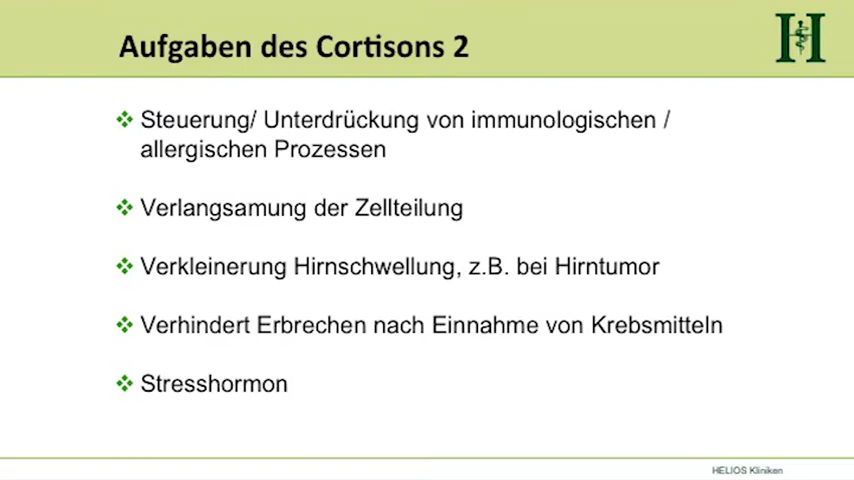 Aufgaben des Cortisons 2
H
Steuerung/ Unterdrückung von immunologischen /
allergischen Prozessen
Verlangsamung der Zellteilung
Verkleinerung Hirnschwellung, z.B. bei Hirntumor
Verhindert Erbrechen nach Einnahme von Krebsmitteln
Stresshormon
HELIOS Kliniken